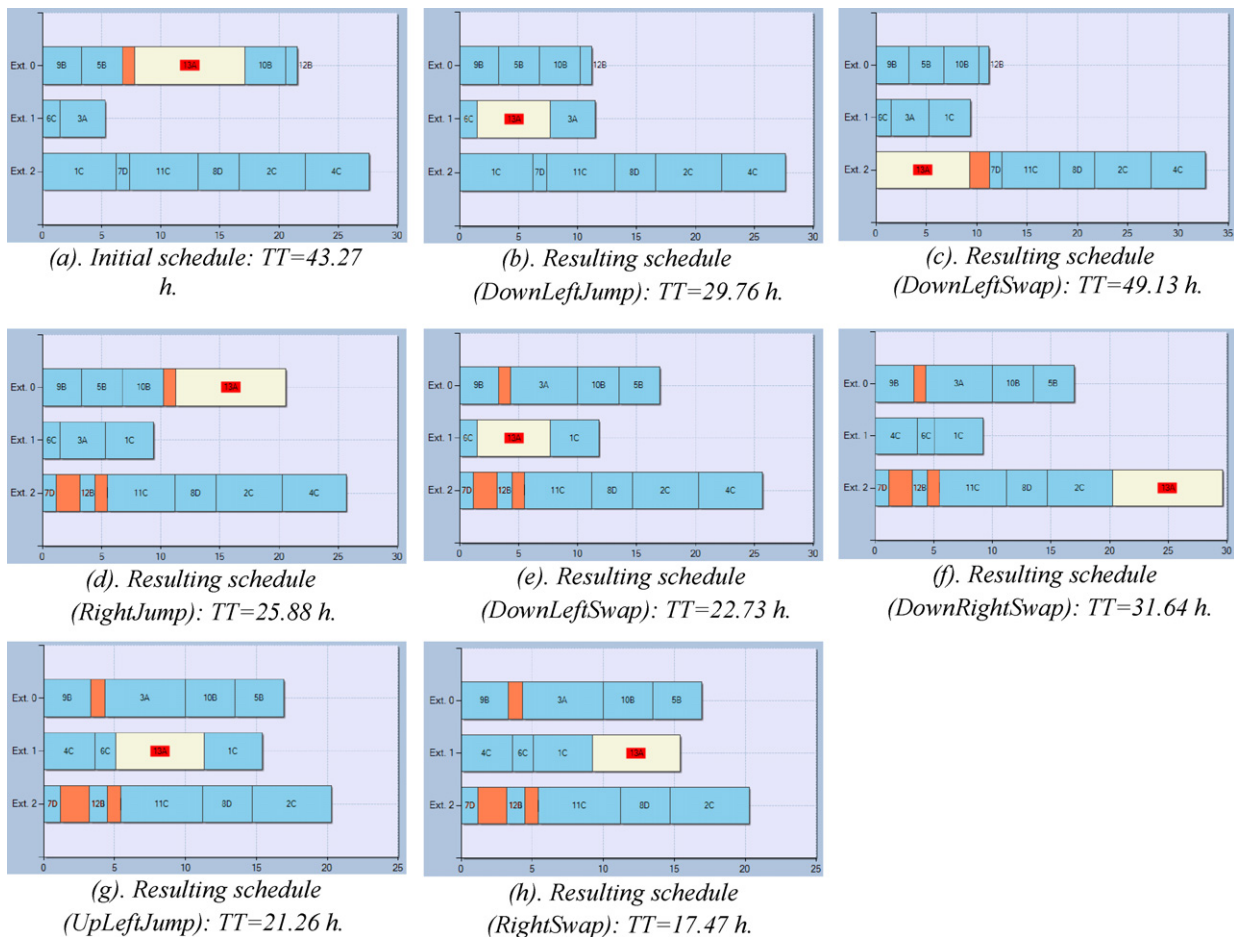 Ext. 0 9B 5B 13A 10B 12B
Ext. 1 6C 3A
Ext. 2 1C 7D 11C 8D 2C 4C
0 5 10 15 20 25 30
(a). Initial schedule: TT=43.27
h.
Ext. 0 9B 5B 10B 12B
Ext. 1 6C 13A 3A
Ext. 2 1C 7D 11C 8D 2C 4C
0 5 10 15 20 25 30
(b). Resulting schedule
(DownLeftJump): TT=29.76 h.
Ext. 0 9B 5B 10B 12B
Ext. 1 6C 3A 1C
Ext. 2 13A 7D 11C 8D 2C 4C
0 5 10 15 20 25 30 35
(c). Resulting schedule
(DownLeftSwap): TT=49.13 h.
Ext. 0 9B 5B 10B 13A
Ext. 1 6C 3A 1C
Ext. 2 7D 12B 11C 8D 2C 4C
0 5 10 15 20 25 30
(d). Resulting schedule
(RightJump): TT=25.88 h.
Ext. 0 9B 3A 10B 5B
Ext. 1 6C 13A 1C
Ext. 2 7D 12B 11C 8D 2C 4C
0 5 10 15 20 25 30
(e). Resulting schedule
(DownLeftSwap): TT=22.73 h.
Ext. 0 9B 3A 10B 5B
Ext. 1 4C 6C 1C
Ext. 2 7D 12B 11C 8D 2C 13A
0 5 10 15 20 25 30
(f). Resulting schedule
(DownRightSwap): TT=31.64 h.
Ext. 0 9B 3A 10B 5B
Ext. 1 4C 6C 13A 1C
Ext. 2 7D 12B 11C 8D 2C
0 5 10 15 20 25
(g). Resulting schedule
(UpLeftJump): TT=21.26 h.
Ext. 0 9B 3A 10B 5B
Ext. 1 4C 6C 1C 13A
Ext. 2 7D 12B 11C 8D 2C
0 5 10 15 20 25
(h). Resulting schedule
(RightSwap): TT=17.47 h.